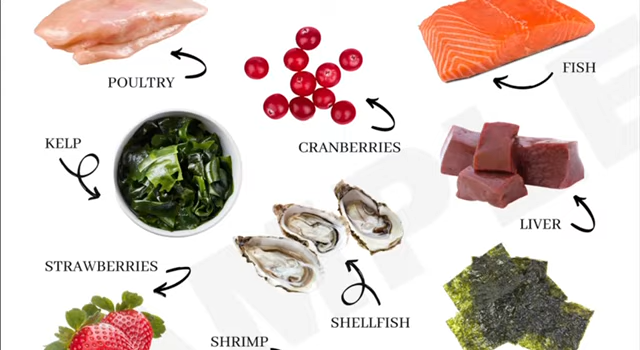 POULTRY
FISH
KELP
CRANBERRIES
LIVER
STRAWBERRIES
SHELLFISH
SHRIMP